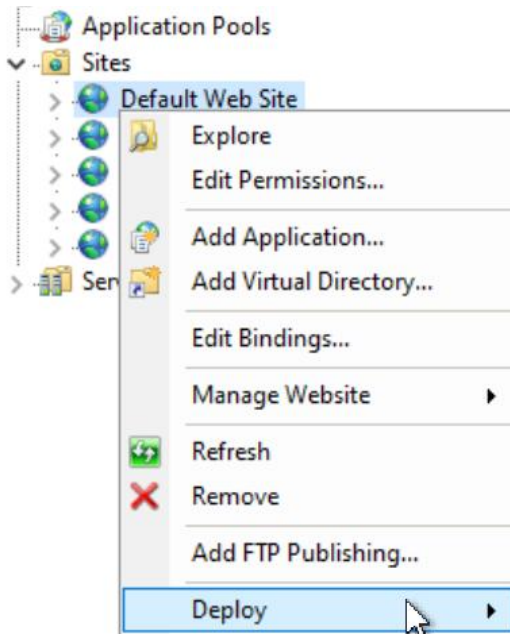 Application Pools
Sites
Default Web Site
Explore
Edit Permissions...
Add Application...
Ser
Add Virtual Directory...
Edit Bindings...
Manage Website
Refresh
Remove
Add FTP Publishing...
Deploy